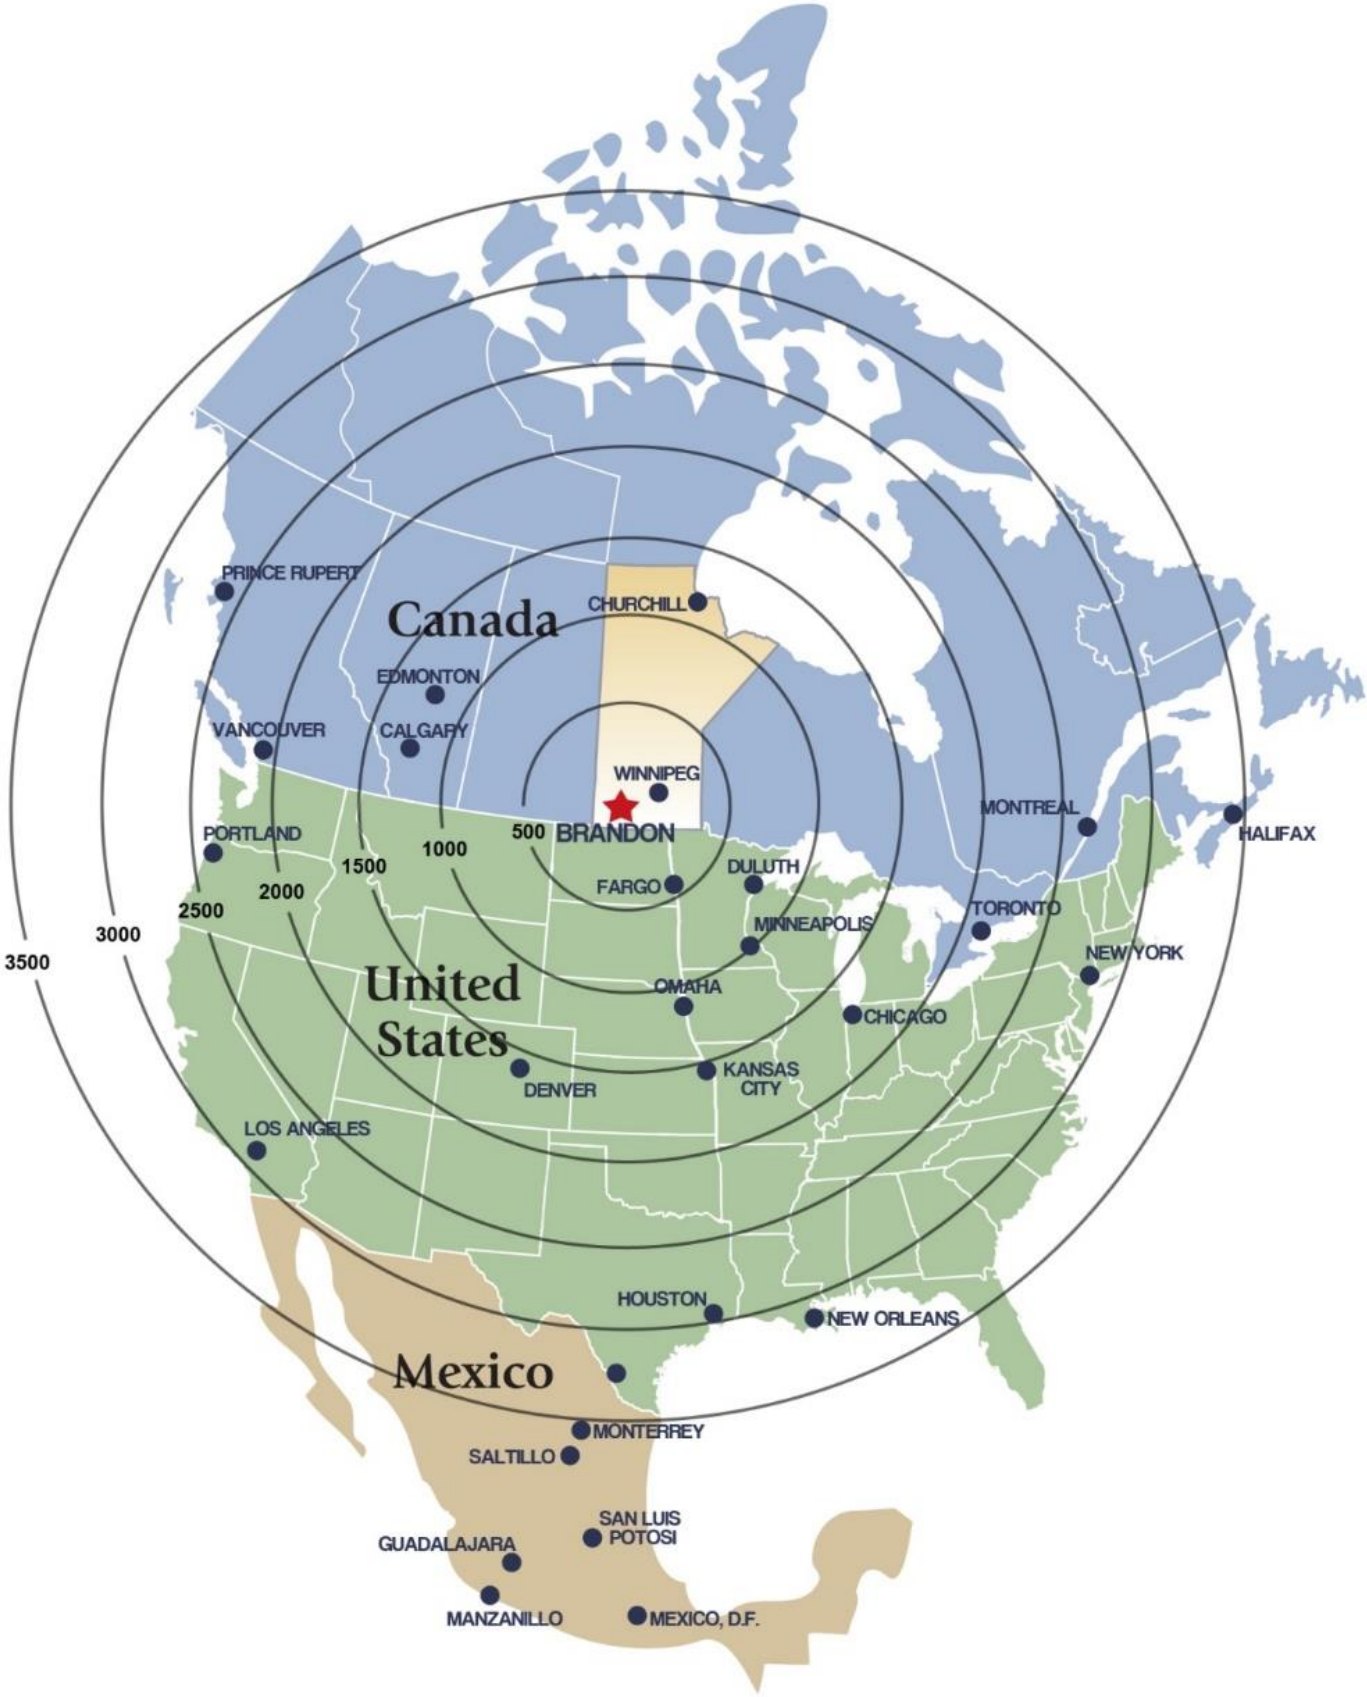 PRINCE RUPERT
CHURCHILL
Canada
EDMONTON
VANCOUVER
CALGARY
WINNIPEG
MONTREAL
BRANDON
500
HALIFAX
PORTLAND
1000
1500
DULUTH
FARGO
2000
2500
TORONTO
MINNEAPOLIS
3000
NEW YORK
3500
United
States
OMAHA
CHICAGO
KANSAS
CITY
DENVER
LOS ANGELES
HOUSTON
NEW ORLEANS
Mexico
MONTERREY
SALTILLO
SAN LUIS
POTOSI
GUADALAJARA
MANZANILLO
MEXICO, D.F.